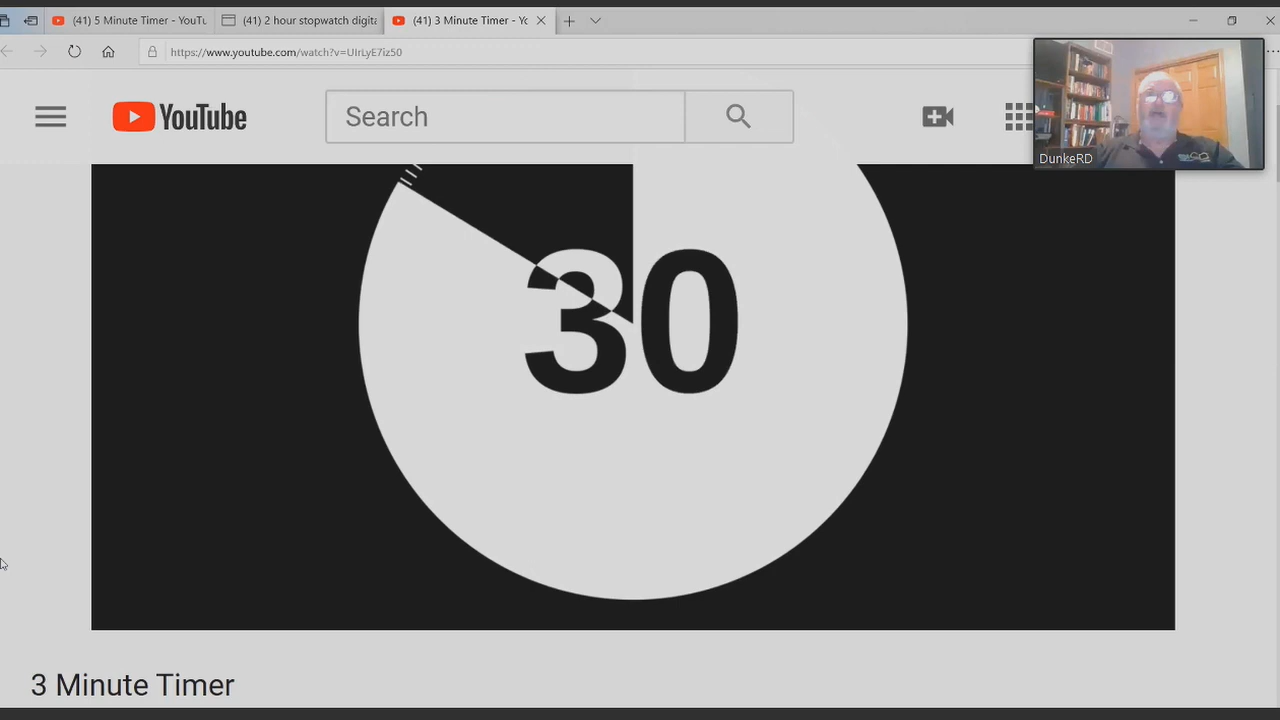 (41) 5 Minute Timer - YouTu
(41) 2 hour stopwatch digita
(41) 3 Minute Timer - Yo
https://www.youtube.com/watch?v=UIrLyE7iz50
YouTube
Search
DunkeRD
30
3 Minute Timer